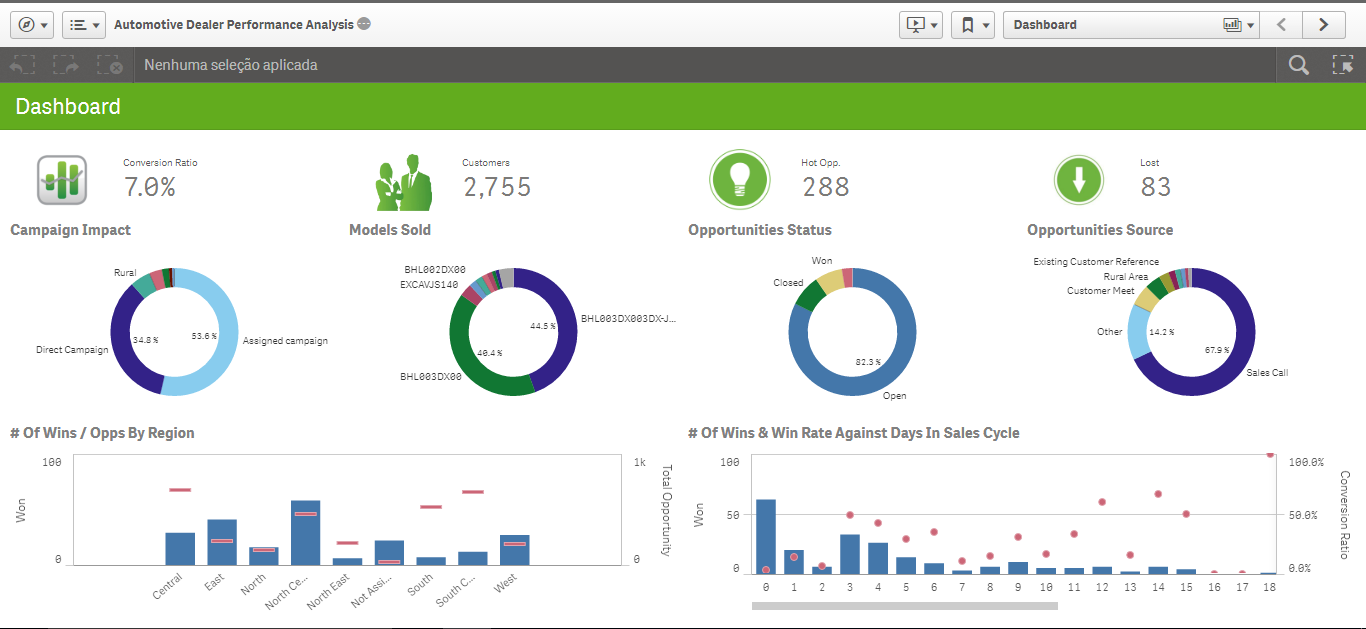 Automotive Dealer Performance Analysis
Dashboard
Nenhuma seleção aplicada
Dashboard
Conversion Ratio
7.0%
Customers
2,755
Hot Opp.
288
Lost
83
Campaign Impact
Rural
34.8 %
53.6 %
Direct Campaign
Assigned campaign
Models Sold
BHL002DX00
EXCAVJS140
44.5 %
BHL003DX003DX-J...
40.4 %
BHL003DX00
Opportunities Status
Won
Closed
82.3 %
Open
Opportunities Source
Existing Customer Reference
Rural Area
Customer Meet
Other
14.2 %
67.9 %
Sales Call
# Of Wins / Opps By Region
100
0
Won
1k
0
Total Opportunity
Central
East
North
North Ce...
North East
Not Assi...
South
South C...
West
# Of Wins & Win Rate Against Days In Sales Cycle
100
50
0
Won
100.0%
50.0%
0.0%
Conversion Ratio
0 1 2 3 4 5 6 7 8 9 10 11 12 13 14 15 16 17 18